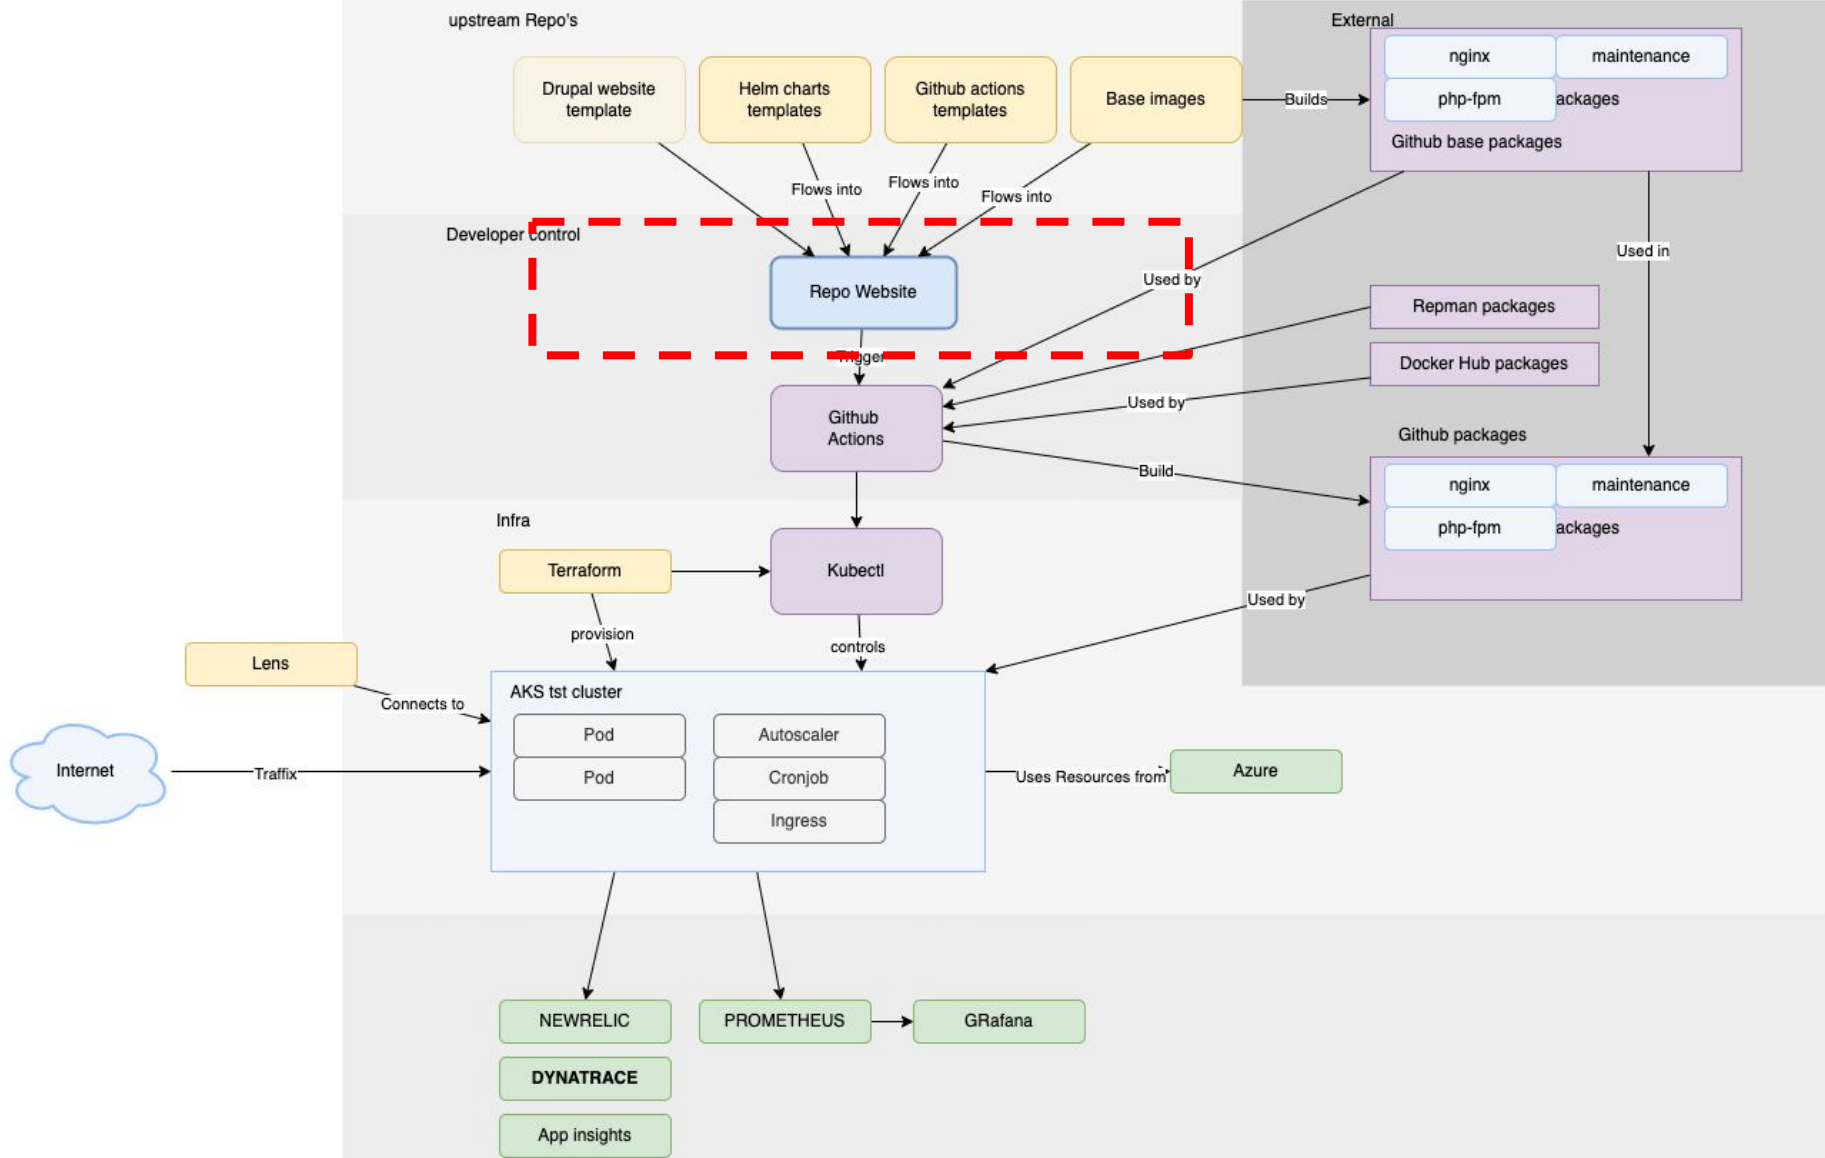 upstream Repo's
External
Drupal website
template
Helm charts
templates
Github actions
templates
Base images
Builds
nginx
maintenance
php-fpm
ackages
Github base packages
Flows into
Flows into
Flows into
Developer control
Repo Website
Used by
Used in
Trigger
Repman packages
Docker Hub packages
Used by
Github
Actions
Github packages
Build
nginx
maintenance
php-fpm
ackages
Infra
Terraform
Kubectl
provision
controls
Used by
Lens
Connects to
AKS tst cluster
Pod
Pod
Autoscaler
Cronjob
Ingress
Internet
Traffix
Uses Resources from
Azure
NEWRELIC
PROMETHEUS
GRafana
DYNATRACE
App insights